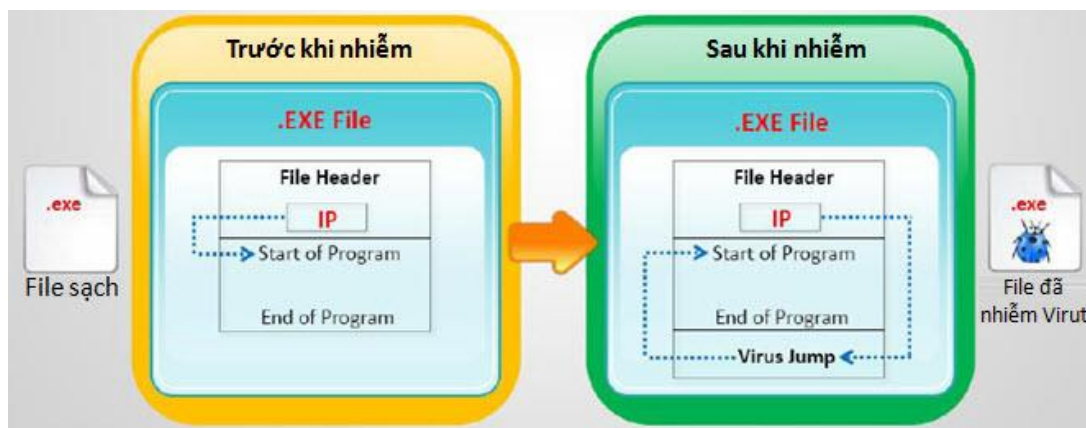 Trước khi nhiễm
.EXE File
File Header
IP
Start of Program
End of Program
.exe
File sạch
Sau khi nhiễm
.EXE File
File Header
IP
Start of Program
End of Program
Virus Jump
.exe
File đã
nhiễm Virut